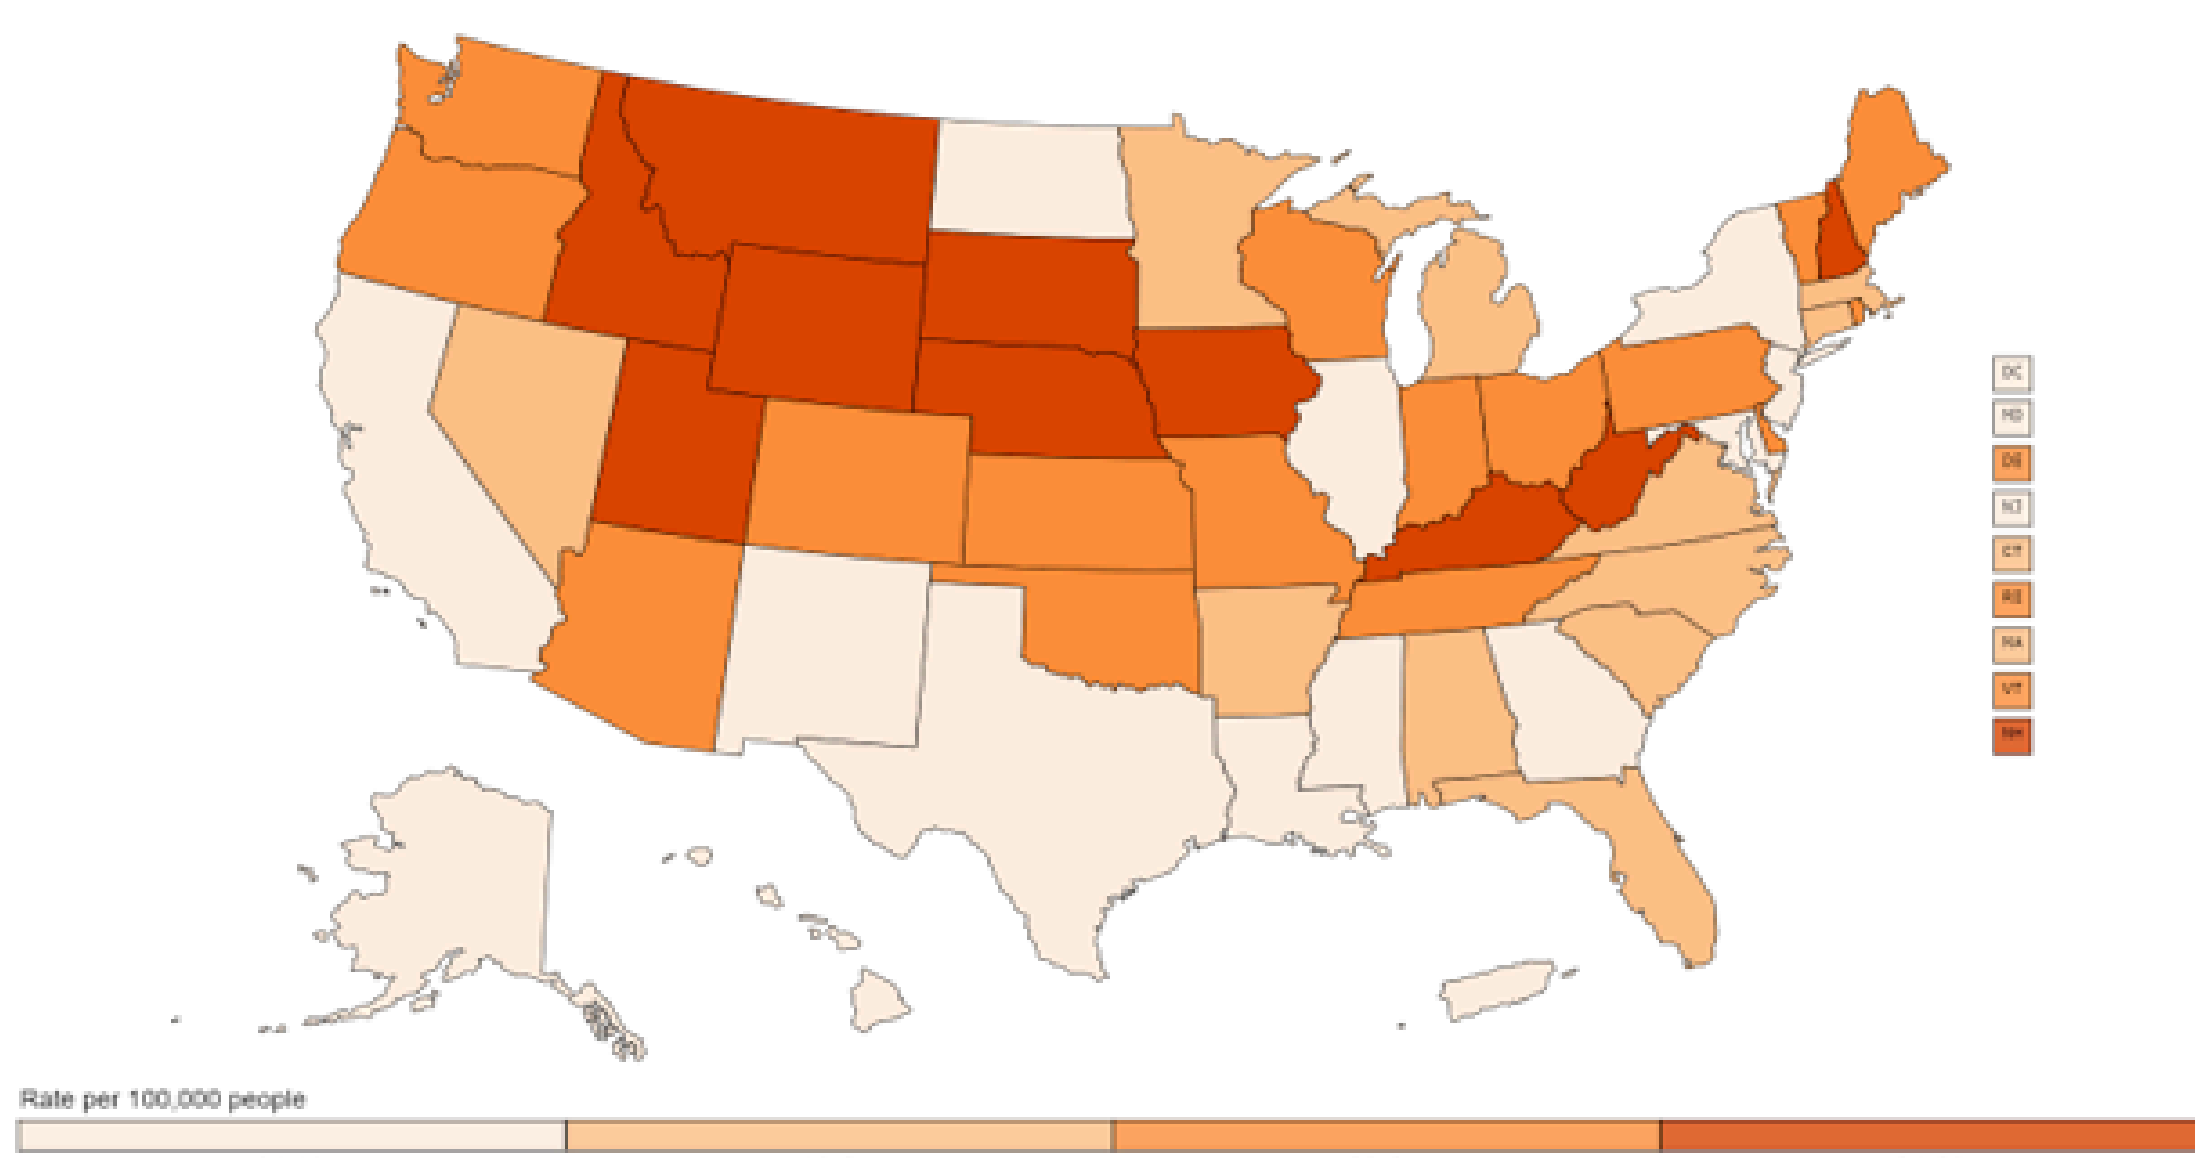 DC
MD
DE
NJ
CT
RI
MA
VT
NH
Rate per 100,000 people